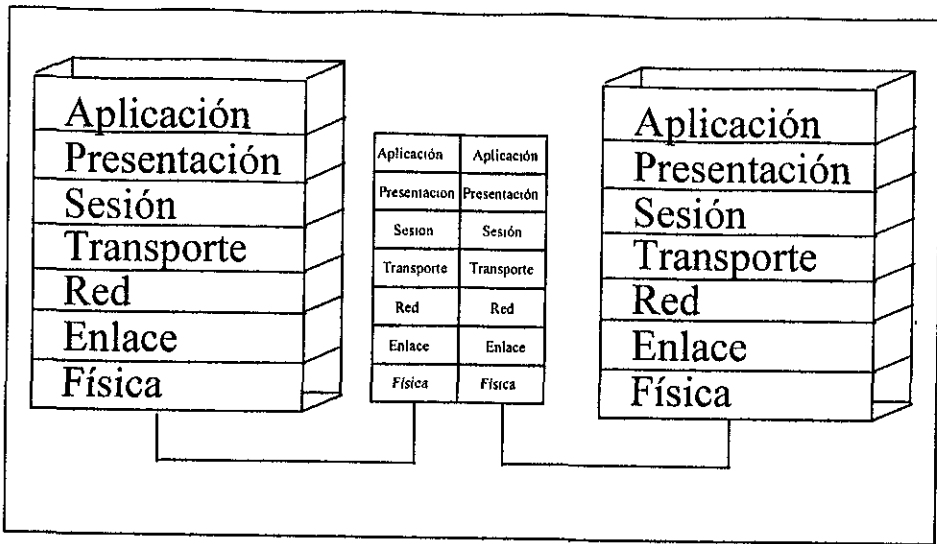 Aplicación
Presentación
Sesión
Transporte
Red
Enlace
Física
Aplicación Aplicación
Presentacion Presentación
Sesion Sesión
Transporte Transporte
Red Red
Enlace Enlace
Física Física
Aplicación
Presentación
Sesión
Transporte
Red
Enlace
Física